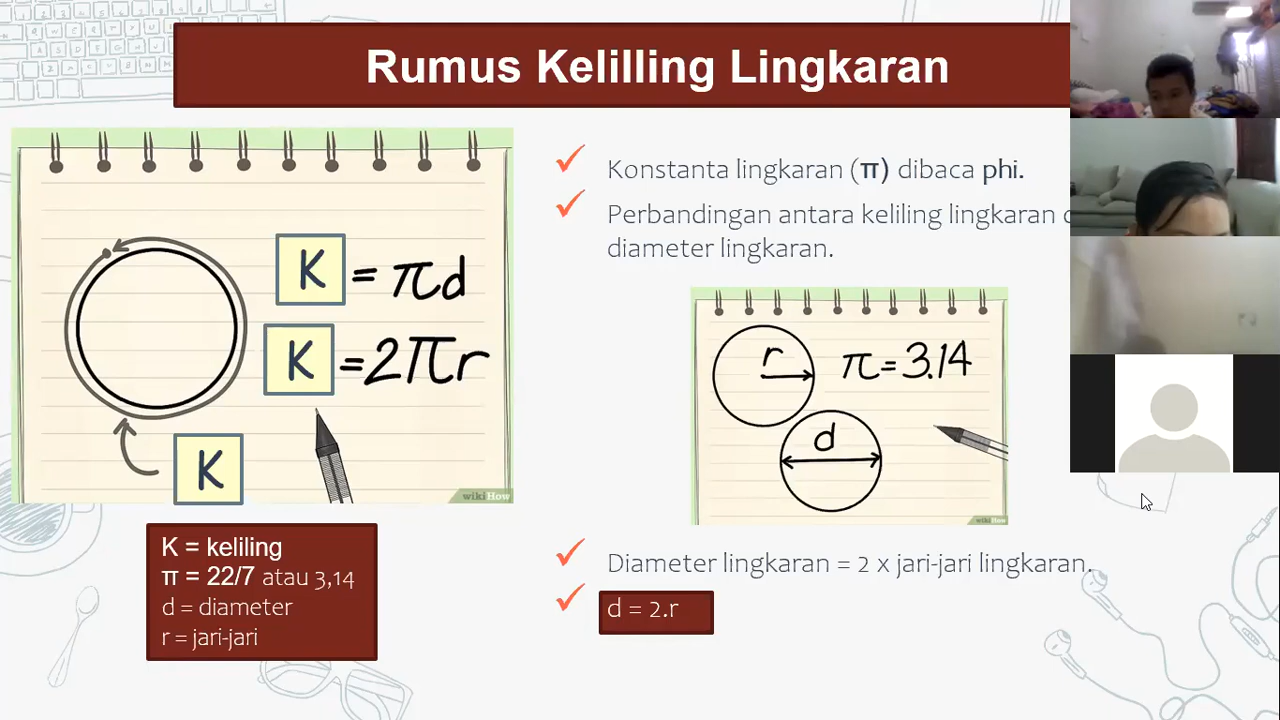 Rumus Kelilling Lingkaran
K = πd
K =2πr
K
wikiHow
K = keliling
π = 22/7 atau 3,14
d = diameter
r = jari-jari
Konstanta lingkaran (π) dibaca phi.
Perbandingan antara keliling lingkaran
diameter lingkaran.
r
π=3.14
d
wikiHow
Diameter lingkaran = 2 x jari-jari lingkaran.
d = 2.r